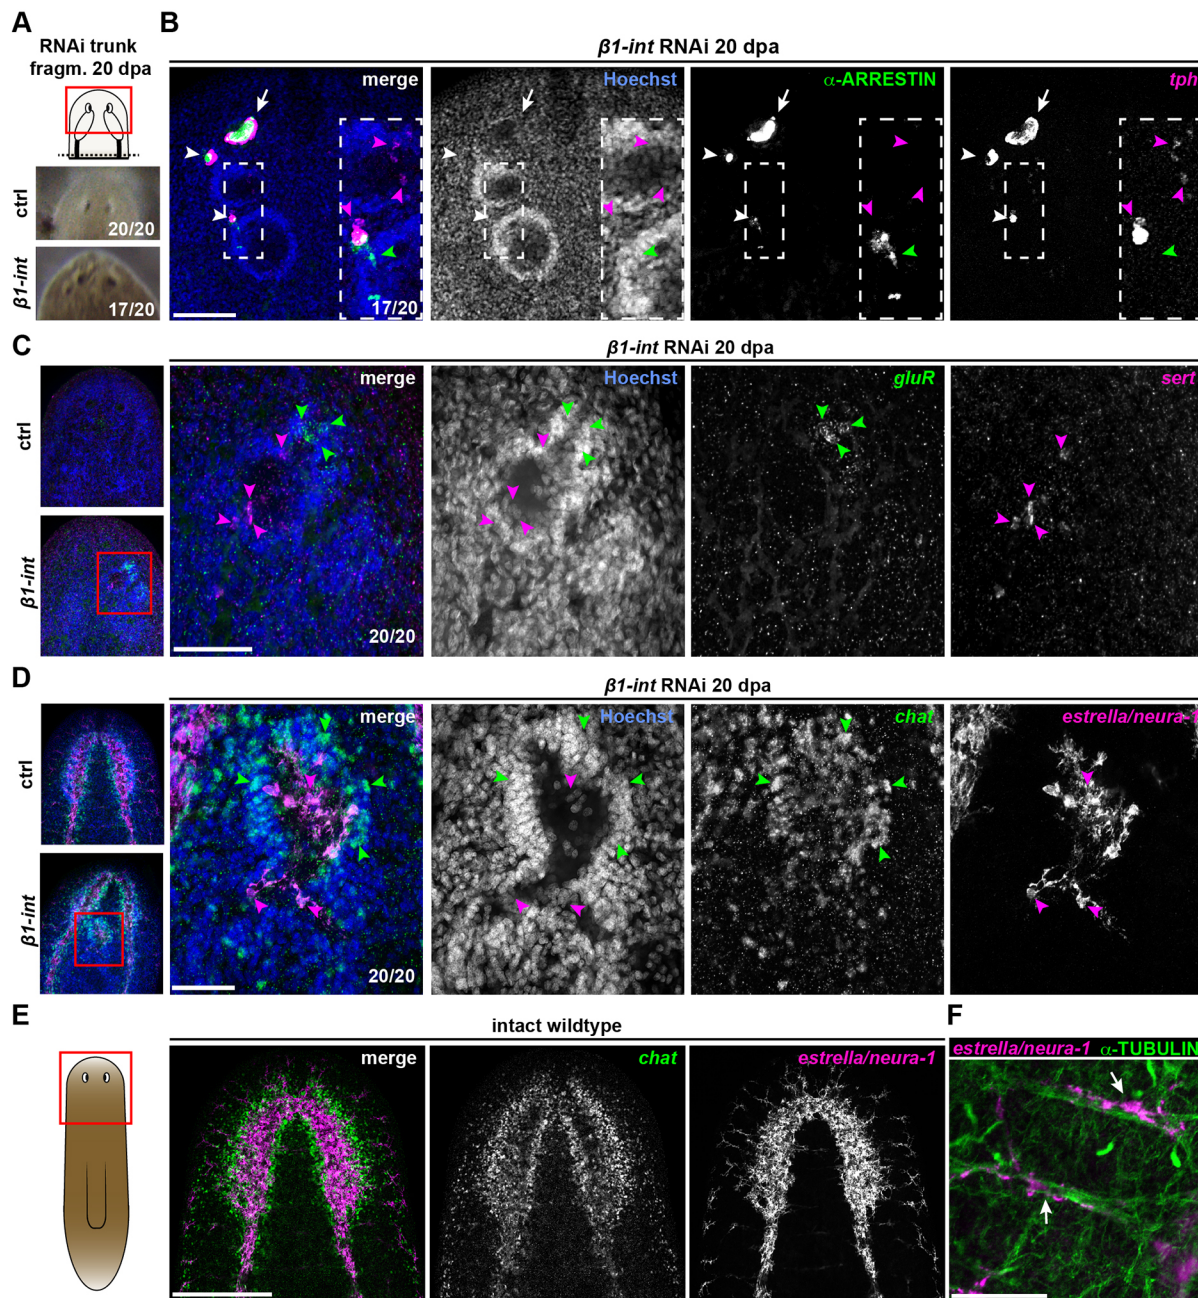 A
RNAi trunk
fragm. 20 dpa
ctrl
20/20
β1-int
17/20
B
β1-int RNAi 20 dpa
merge
17/20
Hoechst
α-ARRESTIN
tph
C
β1-int RNAi 20 dpa
ctrl
β1-int
merge
20/20
Hoechst
gluR
sert
D
β1-int RNAi 20 dpa
ctrl
β1-int
merge
20/20
Hoechst
chat
estrella/neura-1
E
intact wildtype
merge
chat
estrella/neura-1
F
estrella/neura-1 α-TUBULIN